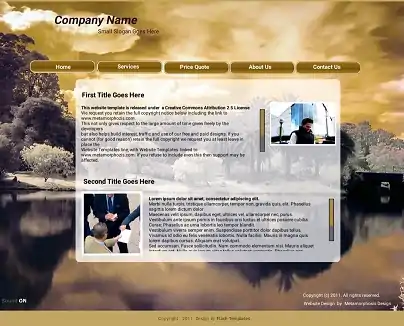 Company Name
Small Slogan Goes Here
Home
Services
Price Quote
About Us
Contact Us
First Title Goes Here
This website template is released under a Creative Commons Attribution 2.5 License
We request you retain the full copyright notice below including the link to
www.metamorphozis.com.
This not only gives respect to the large amount of time given freely by the
developers
but also helps build interest, traffic and use of our free and paid designs. If you
cannot (for good reason) retain the full copyright we request you at least leave in
place the
Website Templates line, with Website Templates linked to
www.metamorphozis.com. If you refuse to include even this then support may be
affected.
Second Title Goes Here
Lorem ipsum dolor sit amet, consectetur adipiscing elit.
Morbi nulla turpis, tristique ullamcorper, tempor non, gravida quis, elit. Phasellus
sagittis lorem dictum dolor.
Maecenas velit ipsum, dapibus eget, ultrices vel, ullamcorper nec, purus.
Vestibulum ante ipsum primis in faucibus orci luctus et ultrices posuere cubilia
Curae; Phasellus ac urna lobortis leo tempor blandit.
Vestibulum viverra semper enim. Suspendisse porttitor dolor dapibus tellus.
Vivamus id odio eu felis venenatis lobortis. Nulla facilisi. Mauris id magna quis
lorem dapibus cursus. Aliquam erat volutpat.
Sed accumsan. Fusce sollicitudin. Nam commodo elementum nisl. Mauris aliquet
Sound ON
Copyright (c) 2011. All rights reserved.
Website Design by Metamorphosis Design
Copyright 2011. Design by Flash Templates